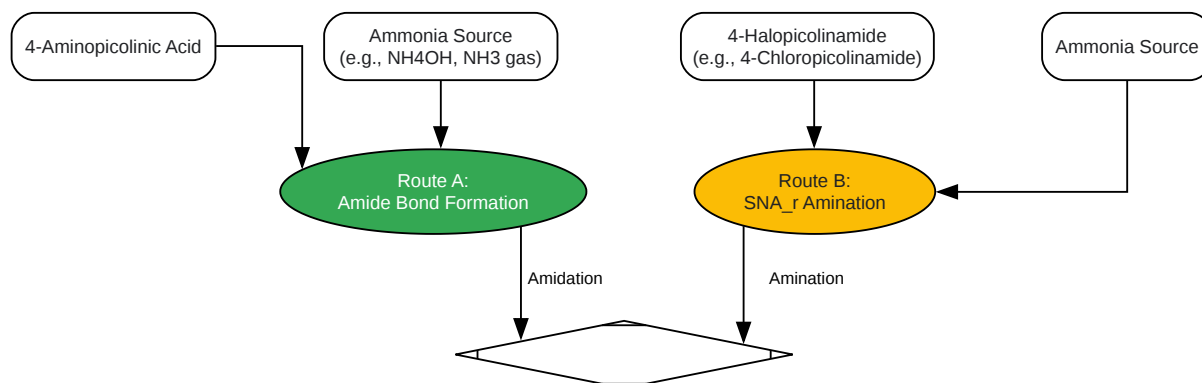 4-Aminopicolinic Acid
Ammonia Source
(e.g., NH4OH, NH3 gas)
4-Halopicolinamide
(e.g., 4-Chloropicolinamide)
Ammonia Source
Route A:
Amide Bond Formation
Route B:
SNA_r Amination
Amidation
Amination